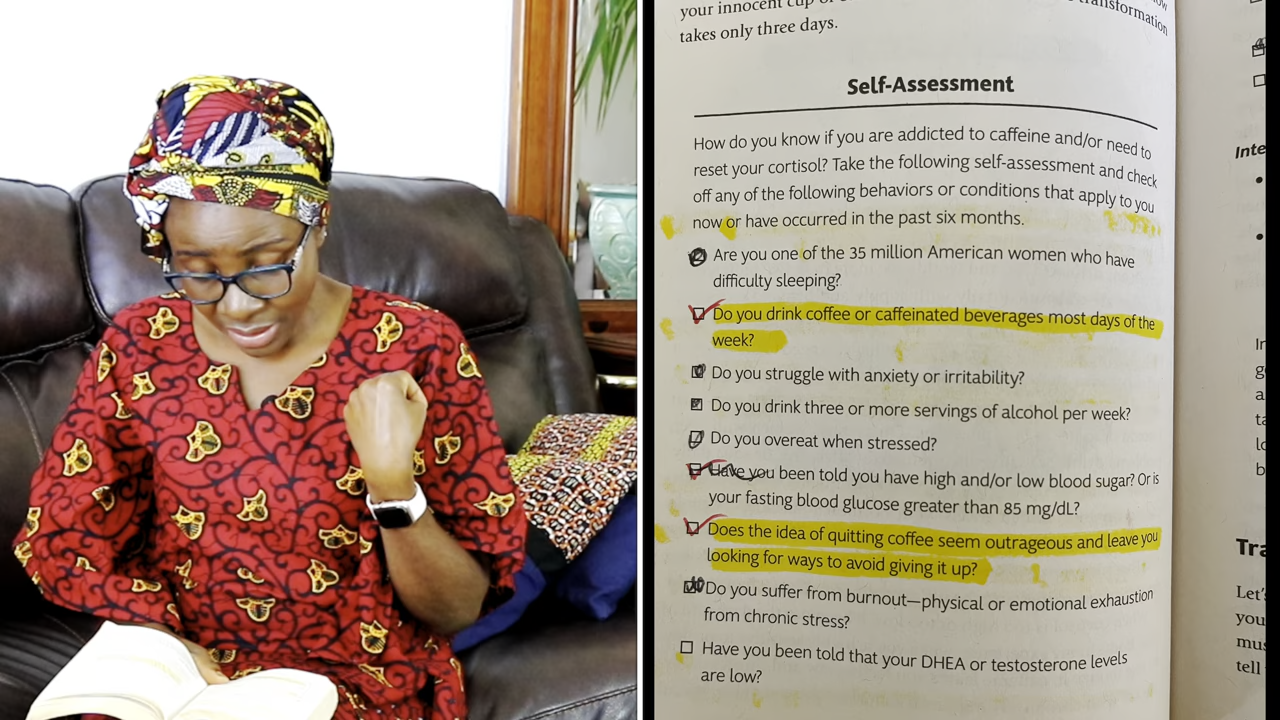 your innocent cup
transformation
takes only three days.
Self-Assessment
How do you know if you are addicted to caffeine and/or need to
reset your cortisol? Take the following self-assessment and check
off any of the following behaviors or conditions that apply to you
now or have occurred in the past six months.
Are you one of the 35 million American women who have
difficulty sleeping?
Do you drink coffee or caffeinated beverages most days of the
week?
Do you struggle with anxiety or irritability?
Do you drink three or more servings of alcohol per week?
Do you overeat when stressed?
Have you been told you have high and/or low blood sugar? Or is
your fasting blood glucose greater than 85 mg/dL?
Does the idea of quitting coffee seem outrageous and leave you
looking for ways to avoid giving it up?
Do you suffer from burnout—physical or emotional exhaustion
from chronic stress?
Have you been told that your DHEA or testosterone levels
are low?
Inte
Tra
Let's
you
mus
tell